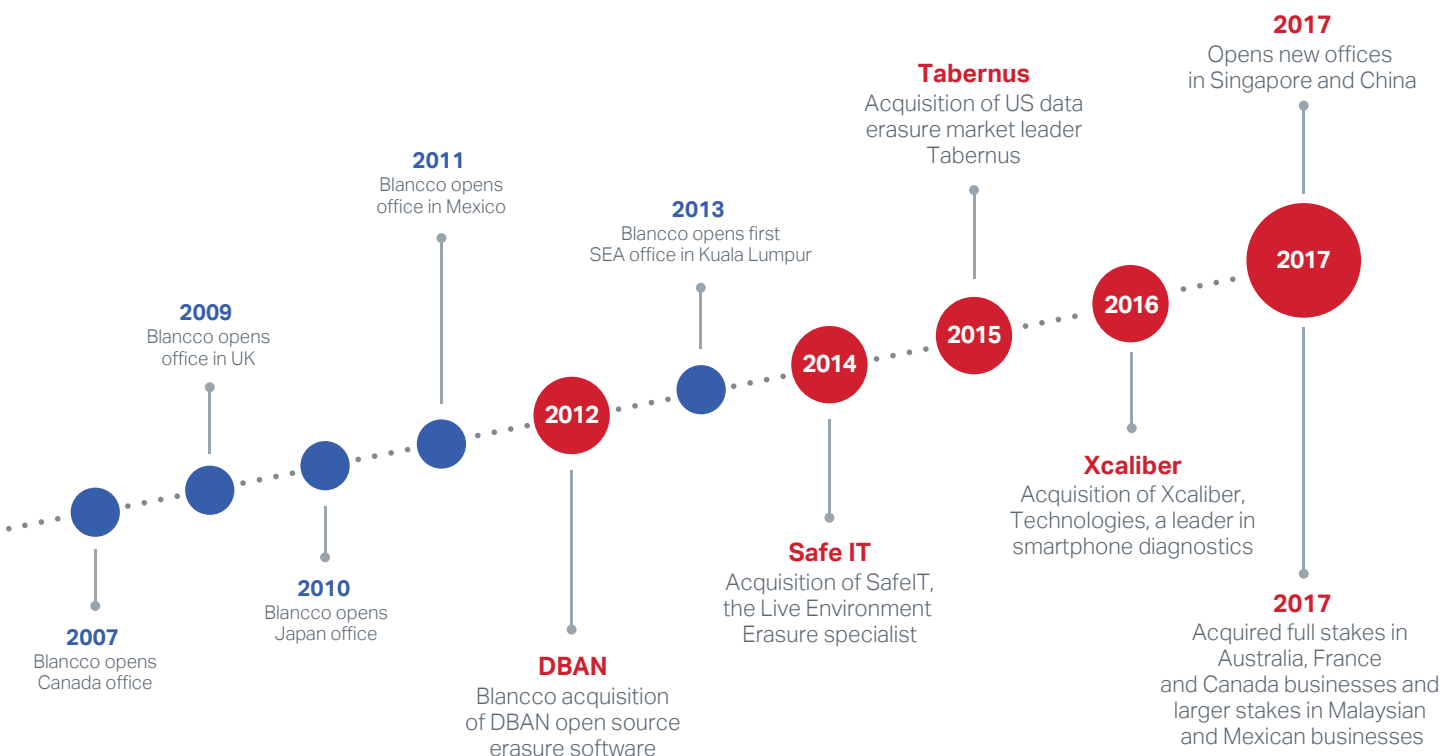 2007
Blancco opens
Canada office
2009
Blancco opens
office in UK
2010
Blancco opens
Japan office
2011
Blancco opens
office in Mexico
2012
DBAN
Blancco acquisition
of DBAN open source
erasure software
2013
Blancco opens first
SEA office in Kuala Lumpur
2014
Safe IT
Acquisition of SafeIT,
the Live Environment
Erasure specialist
Tabernus
Acquisition of US data
erasure market leader
Tabernus
2015
2016
Xcaliber
Acquisition of Xcaliber,
Technologies, a leader in
smartphone diagnostics
2017
Opens new offices
in Singapore and China
2017
2017
Acquired full stakes in
Australia, France
and Canada businesses and
larger stakes in Malaysian
and Mexican businesses